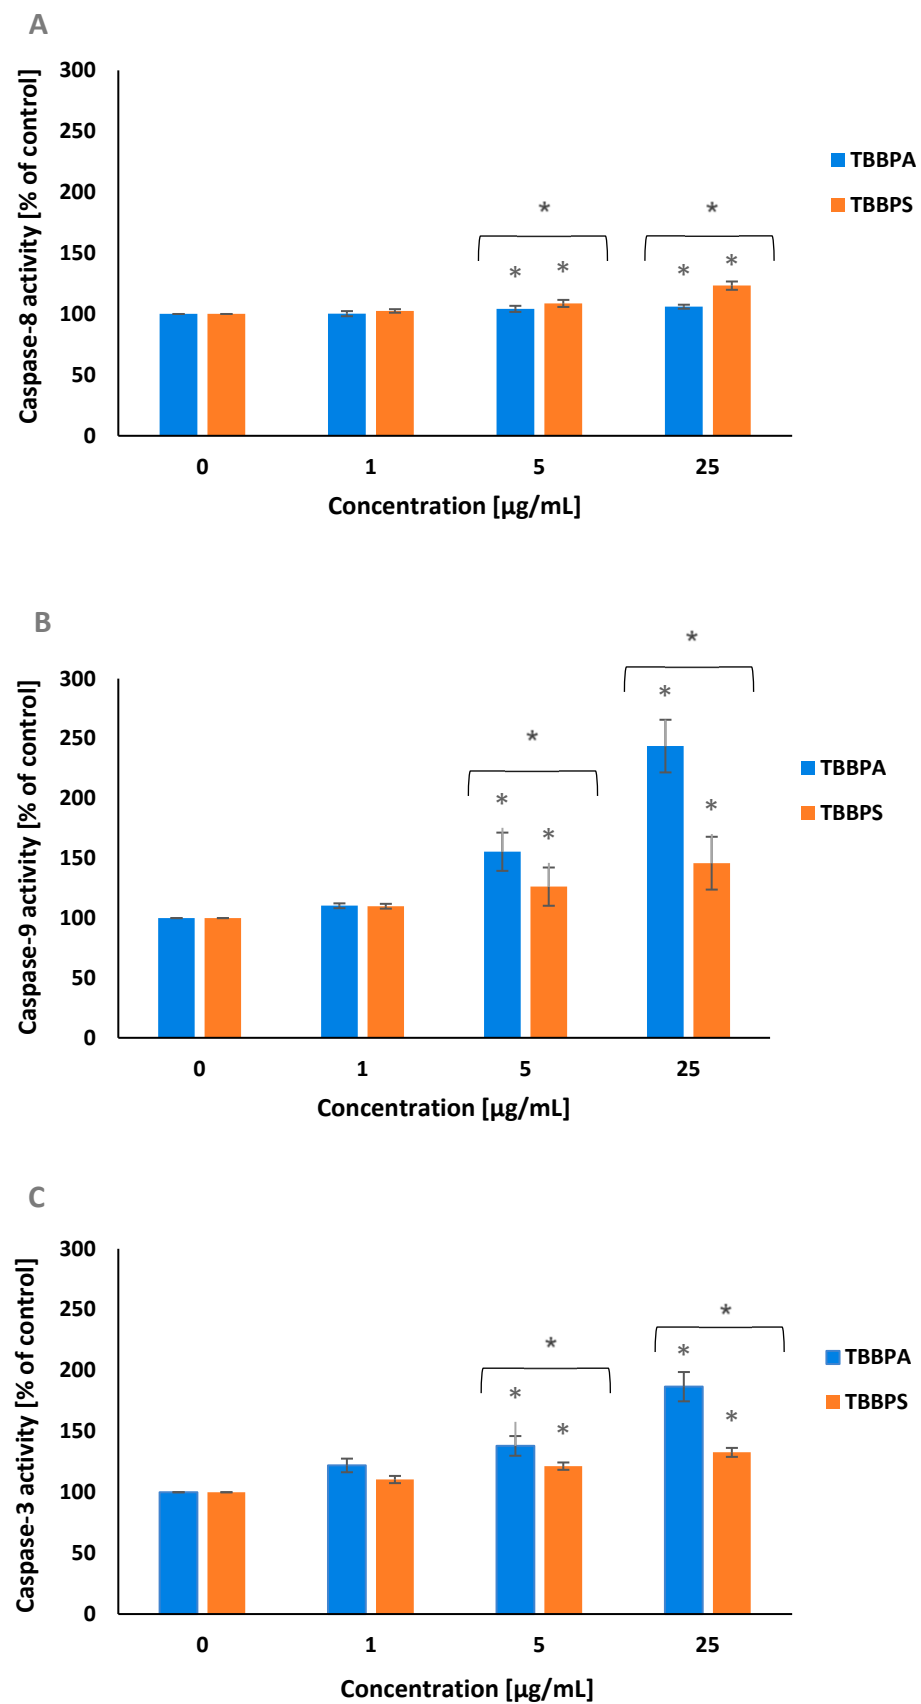 A
Caspase-8 activity [% of control]
300
250
200
150
100
50
0
* *
* * * *
0 1 5 25
Concentration [µg/mL]
TBBPA
TBBPS
B
Caspase-9 activity [% of control]
300
250
200
150
100
50
0
* *
* * * *
0 1 5 25
Concentration [µg/mL]
TBBPA
TBBPS
C
Caspase-3 activity [% of control]
300
250
200
150
100
50
0
* *
* * * *
0 1 5 25
Concentration [µg/mL]
TBBPA
TBBPS